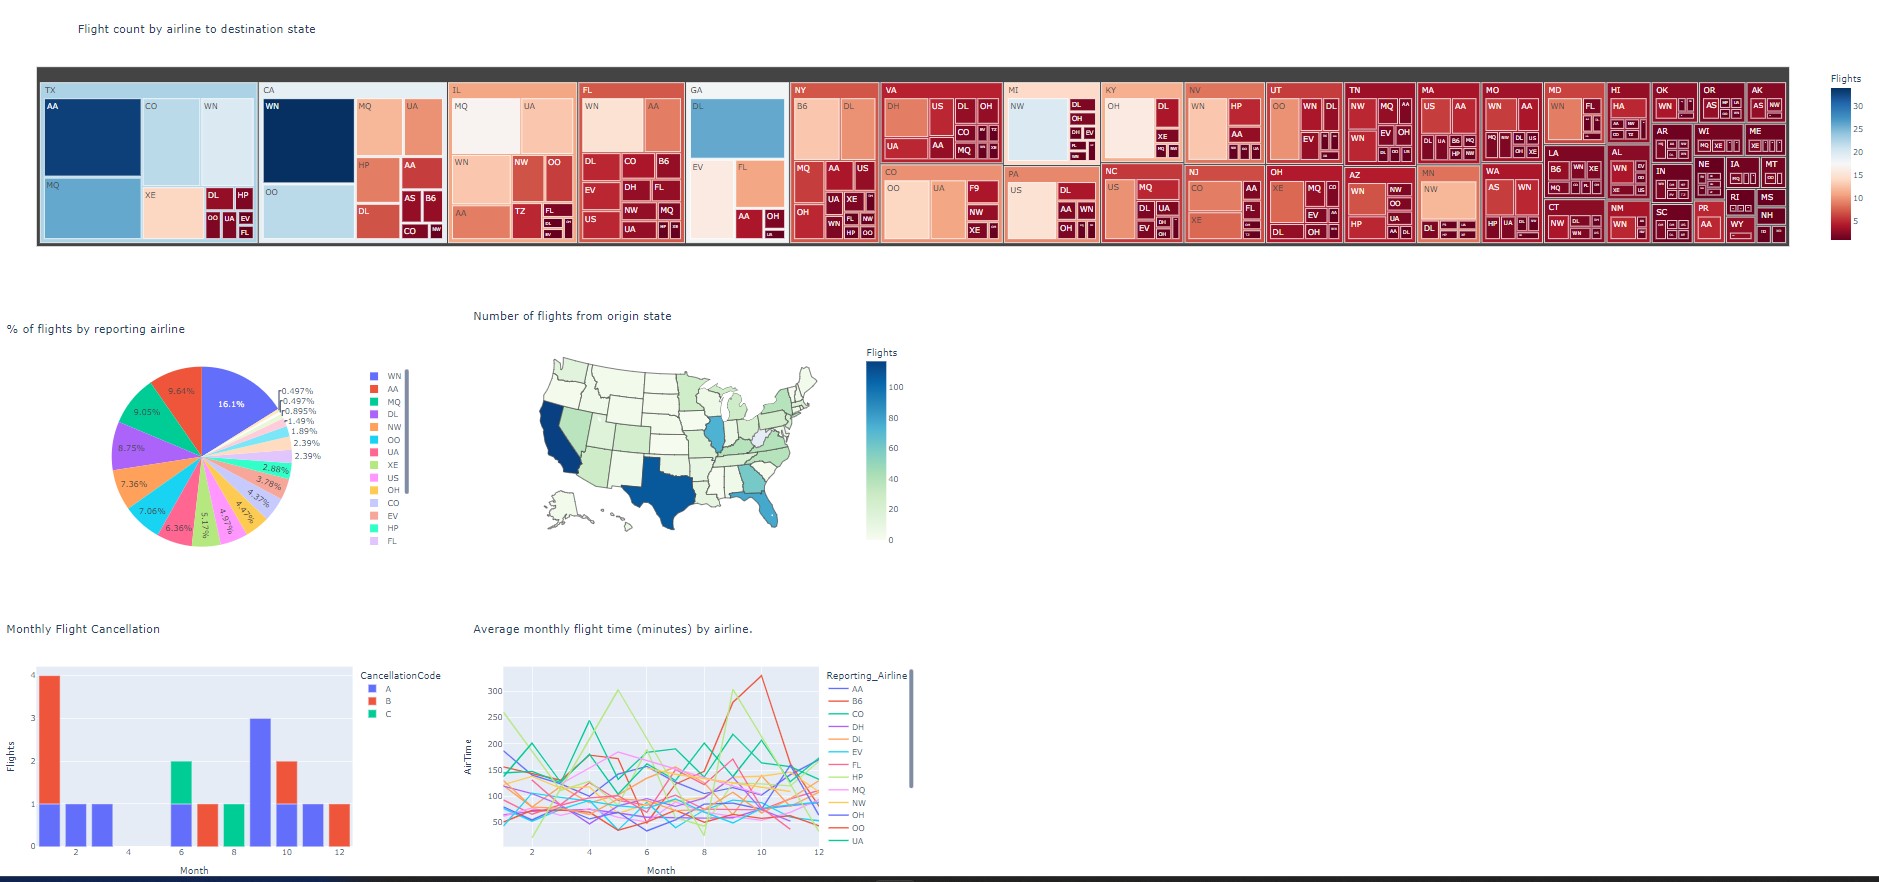 Flight count by airline to destination state
TX
CA
IL
FL
GA
NY
VA
MI
KY
NV
UT
TN
MA
MO
MD
HI
OK
OR
AK
AA
CO
WN
MQ
XE
DL
HP
OO
UA
EV
FL
WN
MQ
UA
OO
HP
AA
DL
AS
B6
CO
NW
MQ
UA
WN
NW
OO
AA
TZ
FL
DL
EV
WN
AA
DL
CO
B6
EV
DH
FL
US
NW
MQ
UA
DL
EV
FL
AA
OH
B6
DL
MQ
AA
US
OH
UA
XE
WN
FL
NW
HP
OO
DH
US
DL
OH
CO
UA
AA
MQ
CO
OO
UA
F9
NW
XE
NW
DL
OH
PA
US
DL
AA
WN
OH
OH
DL
XE
NC
US
MQ
DL
UA
EV
WN
HP
AA
NJ
CO
XE
AA
FL
OO
WN
DL
EV
OH
XE
MQ
CO
EV
AA
DL
OH
NW
MQ
AA
WN
EV
OH
AZ
WN
NW
OO
UA
HP
AA
DL
US
AA
DL
UA
B6
MQ
HP
NW
MN
NW
DL
WN
AA
MQ
NW
DL
US
OH
XE
WA
AS
WN
HP
UA
WN
FL
LA
B6
WN
XE
MQ
CT
NW
DL
WN
HA
AL
WN
NM
WN
WN
AR
IN
SC
AS
WI
NE
PR
AA
AS
NW
ME
IA
MT
RI
MS
WY
NH
Flights
30
25
20
15
10
5
% of flights by reporting airline
16.1%
9.64%
9.05%
8.75%
7.36%
7.06%
6.36%
5.17%
4.97%
4.47%
4.37%
3.78%
2.88%
2.39%
2.39%
1.89%
1.49%
0.895%
0.497%
0.497%
WN
AA
MQ
DL
NW
OO
UA
XE
US
OH
CO
EV
HP
FL
Number of flights from origin state
Flights
100
80
60
40
20
0
Monthly Flight Cancellation
Flights
4
3
2
1
0
2
4
6
8
10
12
Month
CancellationCode
A
B
C
Average monthly flight time (minutes) by airline.
AirTime
300
250
200
150
100
50
2
4
6
8
10
12
Month
Reporting_Airline
AA
B6
CO
DH
DL
EV
FL
HP
MQ
NW
OH
OO
UA